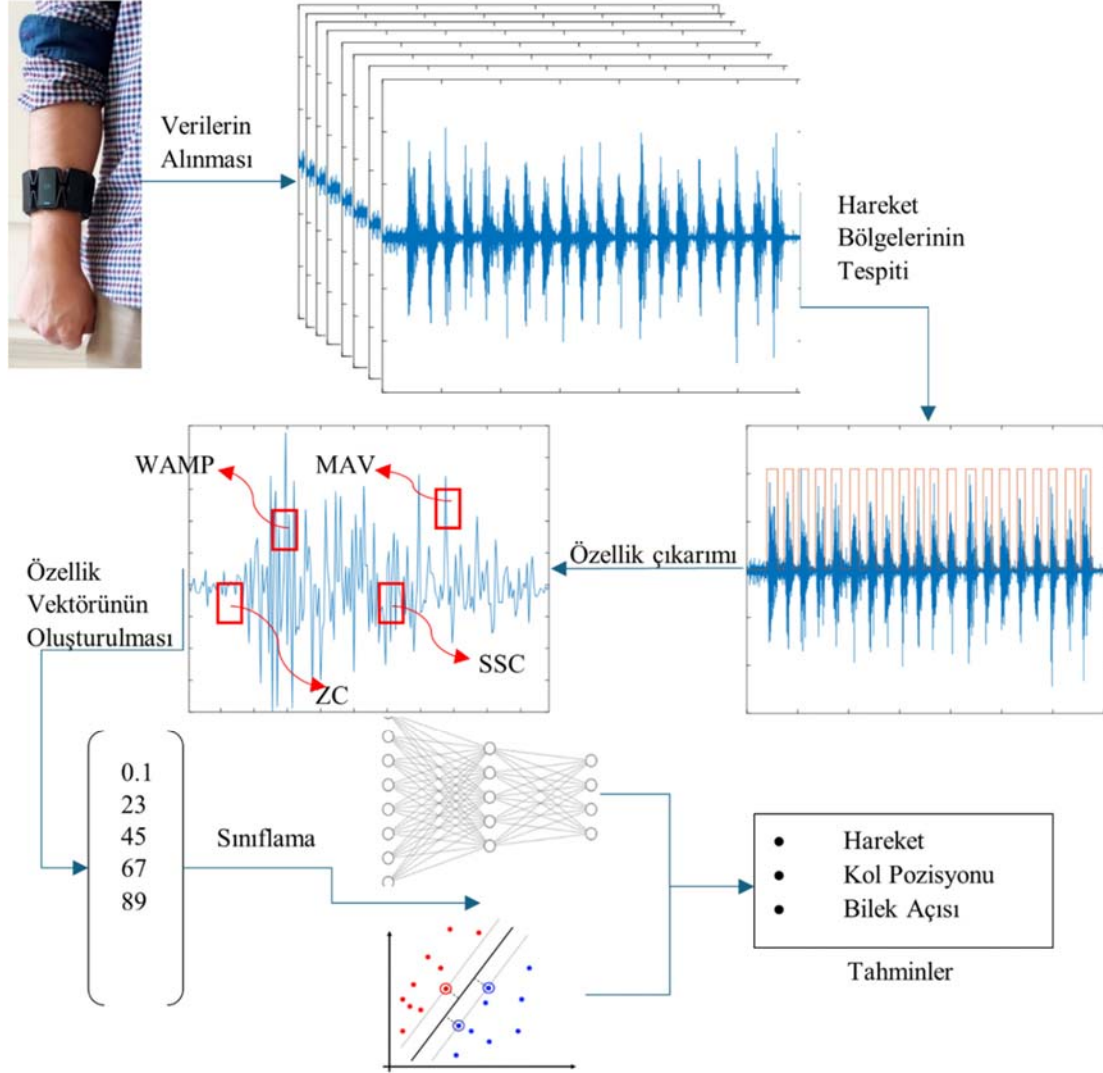 Verilerin
Alınması
Hareket
Bölgelerinin
Tespiti
WAMP
MAV
Özellik çıkarımı
Özellik
Vektörünün
Oluşturulması
SSC
ZC
0.1
23
45
67
89
Sınıflama
• Hareket
• Kol Pozisyonu
• Bilek Açısı
Tahminler